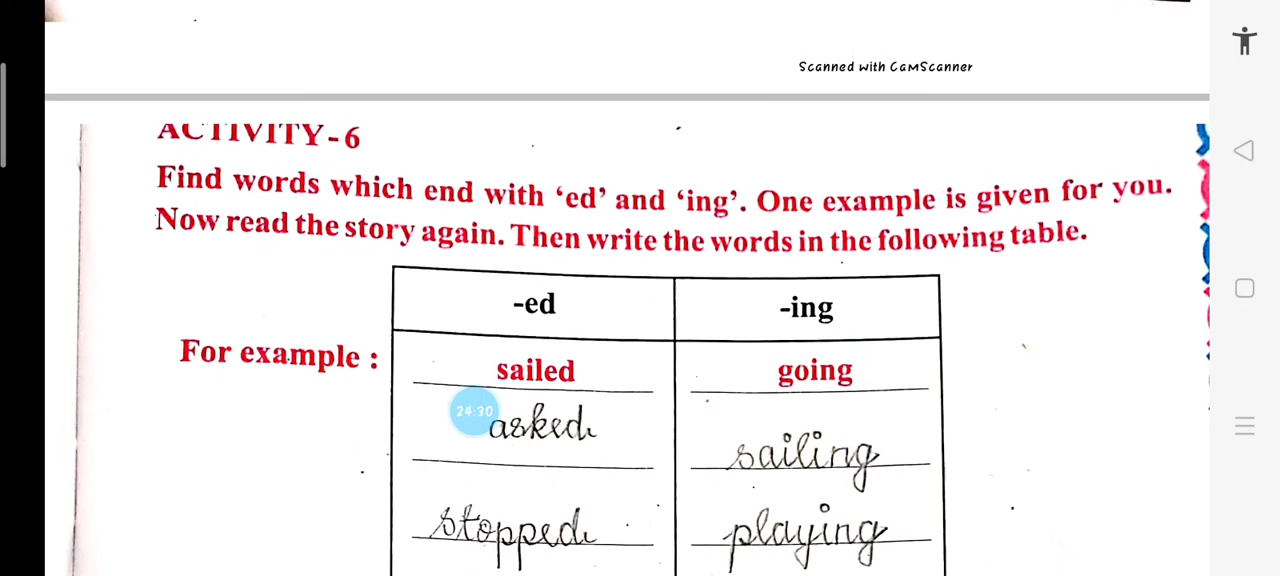 Scanned with CamScanner
ACTIVITY-6
Find words which end with ‘ed’ and ‘ing’. One example is given for you.
Now read the story again. Then write the words in the following table.
-ed -ing
For example : sailed going
24:30
asked sailing
stopped playing